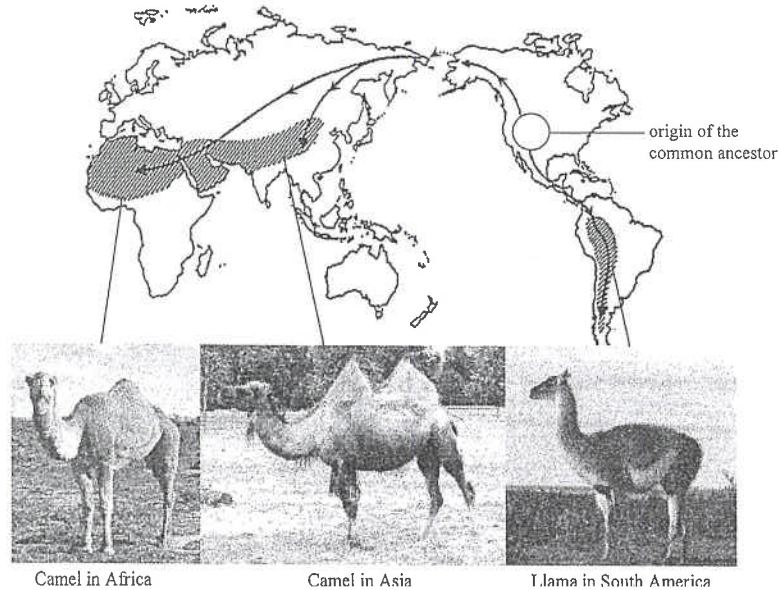 origin of the
common ancestor
Camel in Africa
Camel in Asia
Llama in South America